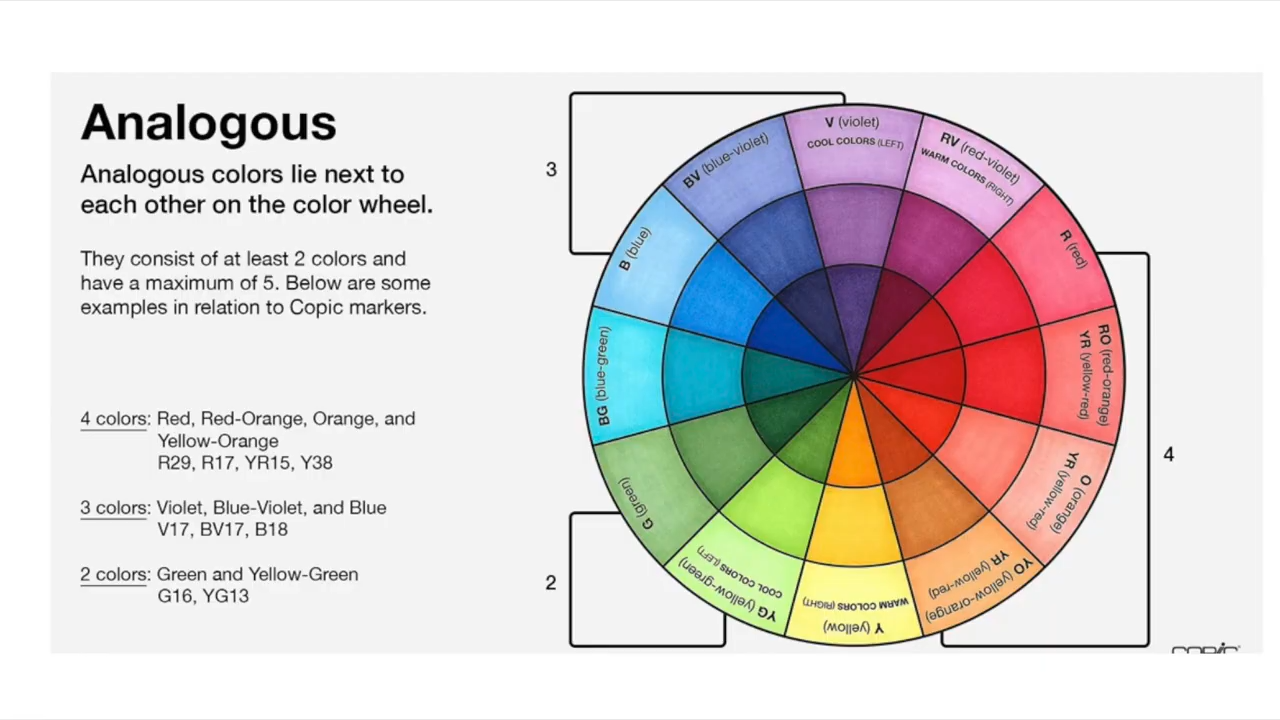 Analogous
Analogous colors lie next to
each other on the color wheel.
They consist of at least 2 colors and
have a maximum of 5. Below are some
examples in relation to Copic markers.
4 colors: Red, Red-Orange, Orange, and
Yellow-Orange
R29, R17, YR15, Y38
3 colors: Violet, Blue-Violet, and Blue
V17, BV17, B18
2 colors: Green and Yellow-Green
G16, YG13
3
2
4
V (violet)
COOL COLORS (LEFT)
RV (red-violet)
WARM COLORS (RIGHT)
R (red)
RO (red-orange)
YR (yellow-red)
O (orange)
YR (yellow-red)
YO (yellow-orange)
YR (yellow-red)
Y (yellow)
WARM COLORS (RIGHT)
YG (yellow-green)
COOL COLORS (LEFT)
G (green)
BG (blue-green)
B (blue)
BV (blue-violet)